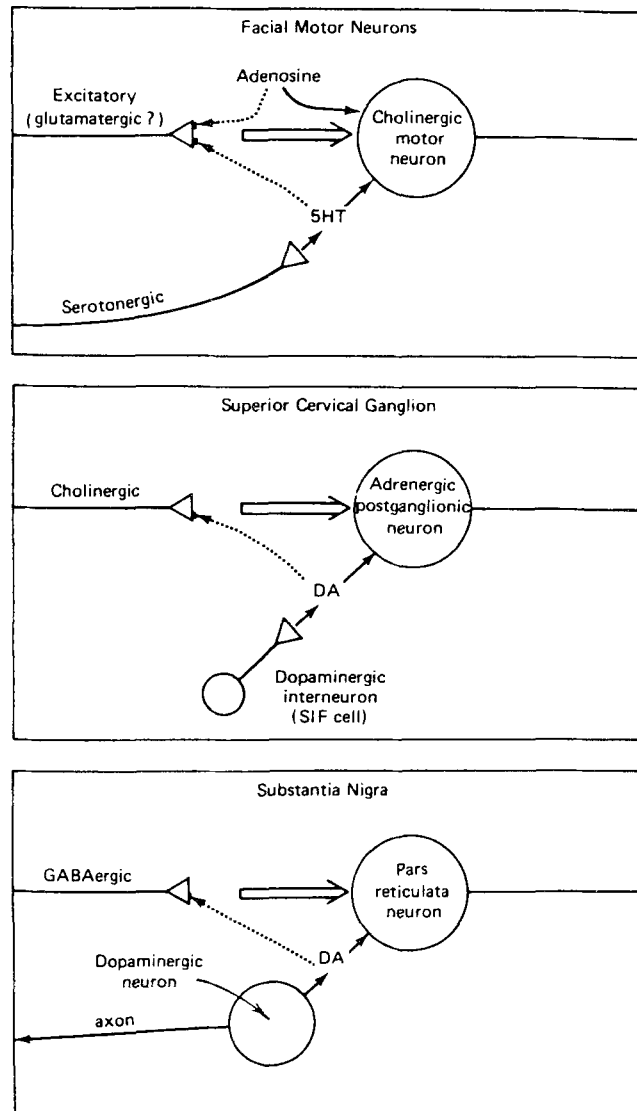 Facial Motor Neurons
Adenosine
Excitatory
(glutamatergic ?)
Cholinergic
motor
neuron
5HT
Serotonergic
Superior Cervical Ganglion
Cholinergic
Adrenergic
postganglionic
neuron
DA
Dopaminergic
interneuron
(SIF cell)
Substantia Nigra
GABAergic
Pars
reticulata
neuron
DA
Dopaminergic
neuron
axon